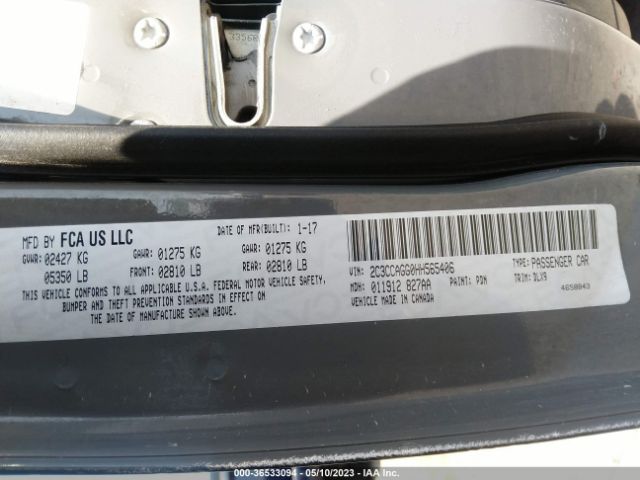 3356
MFD BY FCA US LLC
DATE OF MFR(BUILT): 1-17
GVWR: 02427 KG
GAWR: 01275 KG
GAWR: 01275 KG
05350 LB
FRONT: 02810 LB
REAR: 02810 LB
THIS VEHICLE CONFORMS TO ALL APPLICABLE U.S.A. FEDERAL MOTOR VEHICLE SAFETY,
BUMPER AND THEFT PREVENTION STANDARDS IN EFFECT ON
THE DATE OF MANUFACTURE SHOWN ABOVE.
VIN: 2C3CCAGG0HH565406
TYPE: PASSENGER CAR
MDH: 011912 827AA
PAINT: PDN
TRIM: DLX9
VEHICLE MADE IN CANADA
4658043
000-36533094 - 05/10/2023 - IAA Inc.